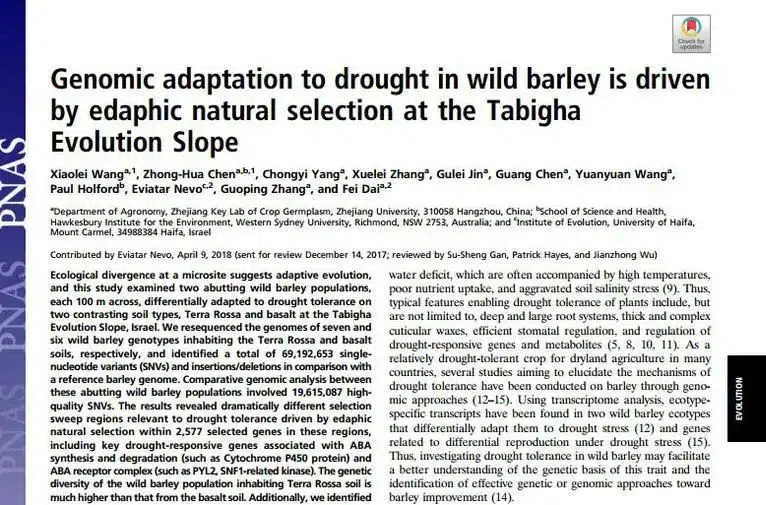 Check for
updates
Genomic adaptation to drought in wild barley is driven
by edaphic natural selection at the Tabigha
Evolution Slope
Xiaolei Wangᵃ,¹, Zhong-Hua Chenᵃ,ᵇ,¹, Chongyi Yangᵃ, Xuelei Zhangᵃ, Gulei Jinᵃ, Guang Chenᵃ, Yuanyuan Wangᵃ,
Paul Holfordᵇ, Eviatar Nevoᶜ,², Guoping Zhangᵃ, and Fei Daiᵃ,²
ᵃDepartment of Agronomy, Zhejiang Key Lab of Crop Germplasm, Zhejiang University, 310058 Hangzhou, China; ᵇSchool of Science and Health,
Hawkesbury Institute for the Environment, Western Sydney University, Richmond, NSW 2753, Australia; and ᶜInstitute of Evolution, University of Haifa,
Mount Carmel, 34988384 Haifa, Israel
Contributed by Eviatar Nevo, April 9, 2018 (sent for review December 14, 2017; reviewed by Su-Sheng Gan, Patrick Hayes, and Jianzhong Wu)
Ecological divergence at a microsite suggests adaptive evolution,
and this study examined two abutting wild barley populations,
each 100 m across, differentially adapted to drought tolerance on
two contrasting soil types, Terra Rossa and basalt at the Tabigha
Evolution Slope, Israel. We resequenced the genomes of seven and
six wild barley genotypes inhabiting the Terra Rossa and basalt
soils, respectively, and identified a total of 69,192,653 single-
nucleotide variants (SNVs) and insertions/deletions in comparison with
a reference barley genome. Comparative genomic analysis between
these abutting wild barley populations involved 19,615,087 high-
quality SNVs. The results revealed dramatically different selection
sweep regions relevant to drought tolerance driven by edaphic
natural selection within 2,577 selected genes in these regions,
including key drought-responsive genes associated with ABA
synthesis and degradation (such as Cytochrome P450 protein) and
ABA receptor complex (such as PYL2, SNF1-related kinase). The genetic
diversity of the wild barley population inhabiting Terra Rossa soil is
much higher than that from the basalt soil. Additionally, we identified
water deficit, which are often accompanied by high temperatures,
poor nutrient uptake, and aggravated soil salinity stress (9). Thus,
typical features enabling drought tolerance of plants include, but
are not limited to, deep and large root systems, thick and complex
cuticular waxes, efficient stomatal regulation, and regulation of
drought-responsive genes and metabolites (5, 8, 10, 11). As a
relatively drought-tolerant crop for dryland agriculture in many
countries, several studies aiming to elucidate the mechanisms of
drought tolerance have been conducted on barley through geno-
mic approaches (12–15). Using transcriptome analysis, ecotype-
specific transcripts have been found in two wild barley ecotypes
that differentially adapt them to drought stress (12) and genes
related to differential reproduction under drought stress (15).
Thus, investigating drought tolerance in wild barley may facilitate
a better understanding of the genetic basis of this trait and the
identification of effective genetic or genomic approaches toward
barley improvement (14).
EVOLUTION
PNAS
PNAS
PNAS
PNAS